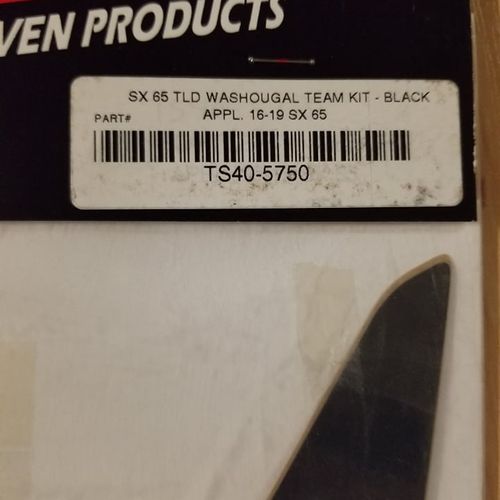 VEN PRODUCTS
SX 65 TLD WASHOUGAL TEAM KIT - BLACK
PART# APPL. 16-19 SX 65
TS40-5750